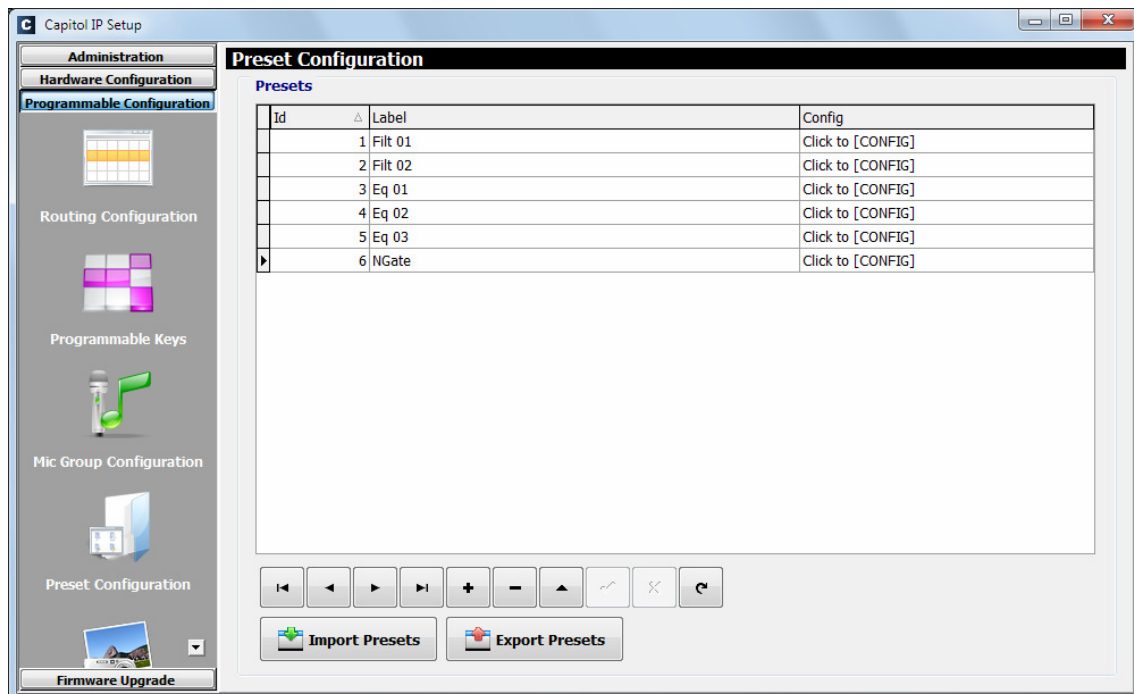 C Capitol IP Setup
Administration
Hardware Configuration
Programmable Configuration
Routing Configuration
Programmable Keys
Mic Group Configuration
Preset Configuration
Firmware Upgrade
Preset Configuration
Presets
Id Label Config
1 Filt 01 Click to [CONFIG]
2 Filt 02 Click to [CONFIG]
3 Eq 01 Click to [CONFIG]
4 Eq 02 Click to [CONFIG]
5 Eq 03 Click to [CONFIG]
6 NGate Click to [CONFIG]
Import Presets Export Presets